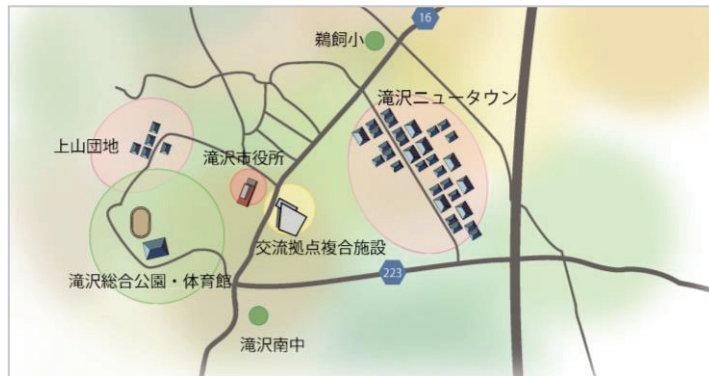 16
鵜飼小
滝沢ニュータウン
上山団地
滝沢市役所
交流拠点複合施設
滝沢総合公園・体育館
223
滝沢南中